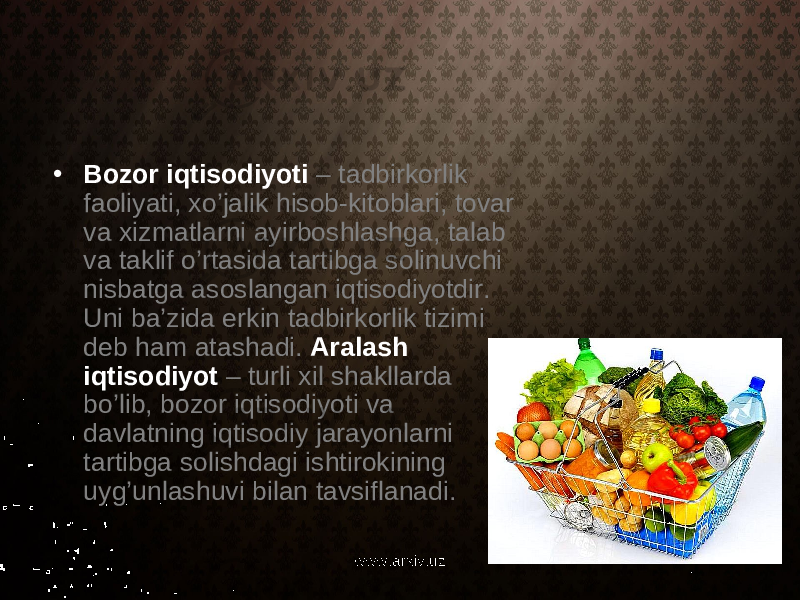 • Bozor iqtisodiyoti – tadbirkorlik
faoliyati, xo’jalik hisob-kitoblari, tovar
va xizmatlarni ayirboshlashga, talab
va taklif o’rtasida tartibga solinuvchi
nisbatga asoslangan iqtisodiyotdir.
Uni ba’zida erkin tadbirkorlik tizimi
deb ham atashadi. Aralash
iqtisodiyot – turli xil shakllarda
bo’lib, bozor iqtisodiyoti va
davlatning iqtisodiy jarayonlarni
tartibga solishdagi ishtirokining
uyg’unlashuvi bilan tavsiflanadi.
www.arxiv.uz